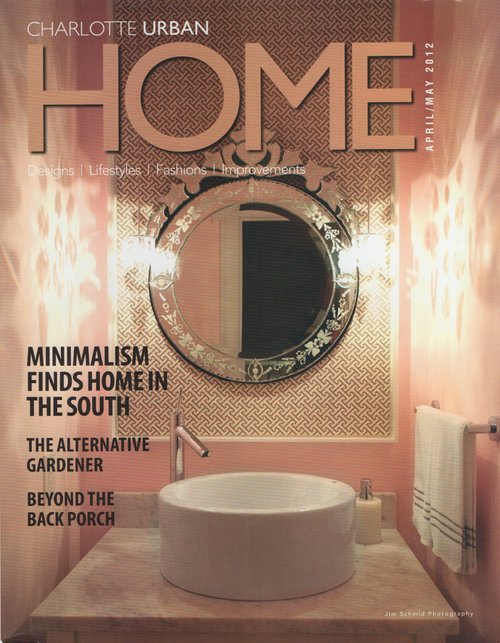 CHARLOTTE URBAN
HOME
APRIL/MAY 2012
Designs | Lifestyles | Fashions | Improvements
MINIMALISM
FINDS HOME IN
THE SOUTH
THE ALTERNATIVE
GARDENER
BEYOND THE
BACK PORCH
Jim Schmid Photography